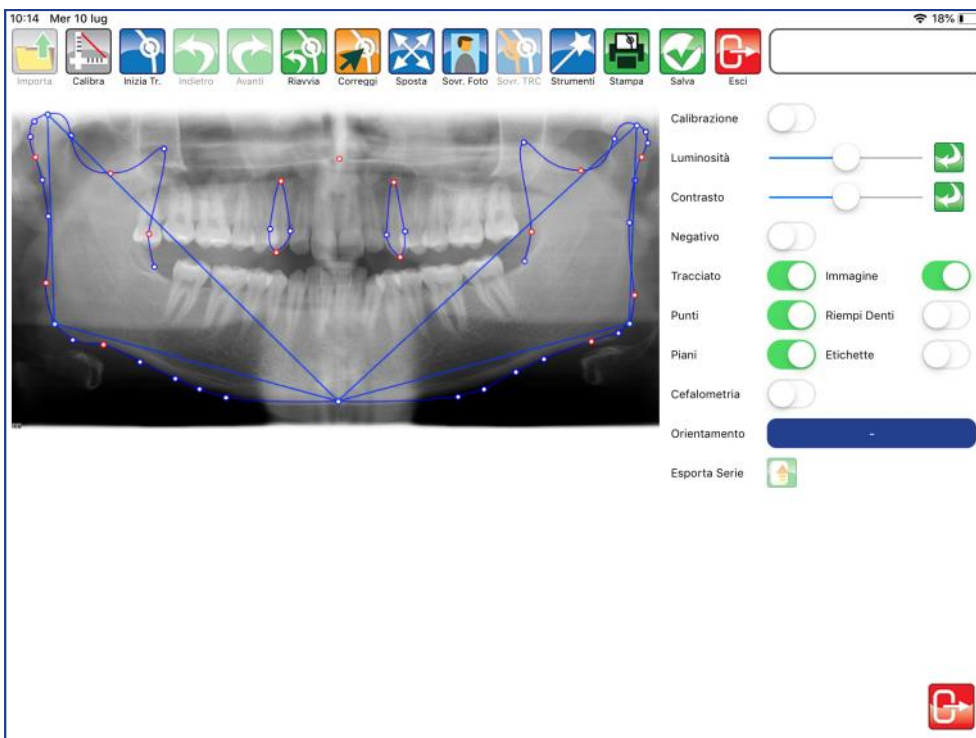 10:14 Mer 10 lug 18%
Importa Calibra Inizia Tr. Indietro Avanti Riavvia Correggi Sposta Sovr. Foto Sovr. TRC Strumenti Stampa Salva Esci
Calibrazione
Luminosità
Contrasto
Negativo
Tracciato Immagine
Punti Riempi Denti
Piani Etichette
Cefalometria
Orientamento -
Esporta Serie